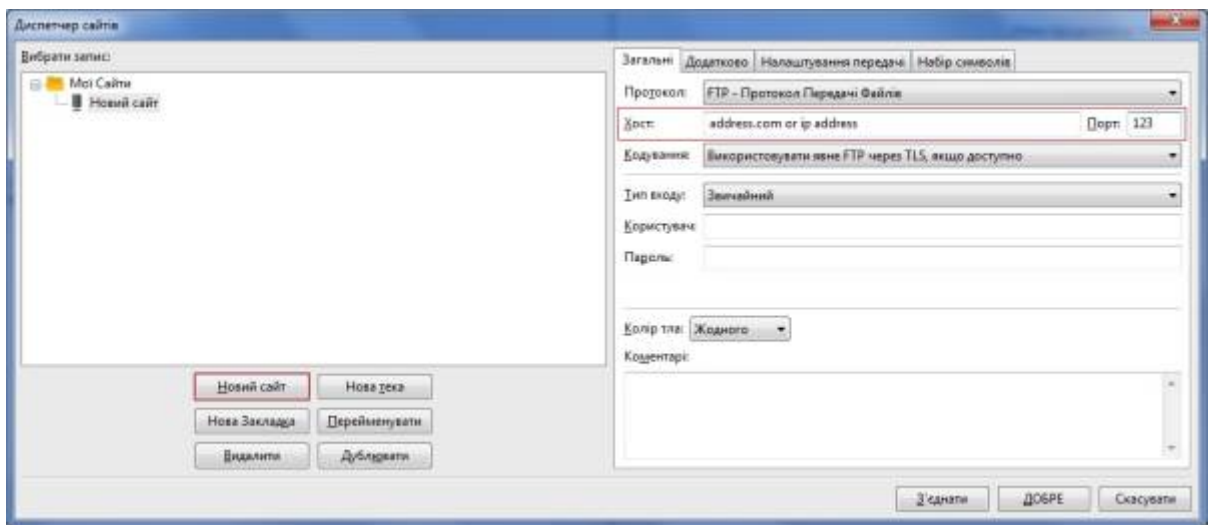 Диспетчер сайтів
Вибрати запис:
Мої Сайти
Новий сайт
Новий сайт Нова тека
Нова Закладка Перейменувати
Видалити Дублювати
Загальні Додатково Налаштування передачі Набір символів
Протокол: FTP - Протокол Передачі Файлів
Хост: address.com or ip address Порт: 123
Кодування: Використовувати явне FTP через TLS, якщо доступно
Тип входу: Звичайний
Користувач:
Пароль:
Колір тла: Жодного
Коментарі:
З'єднати ДОБРЕ Скасувати